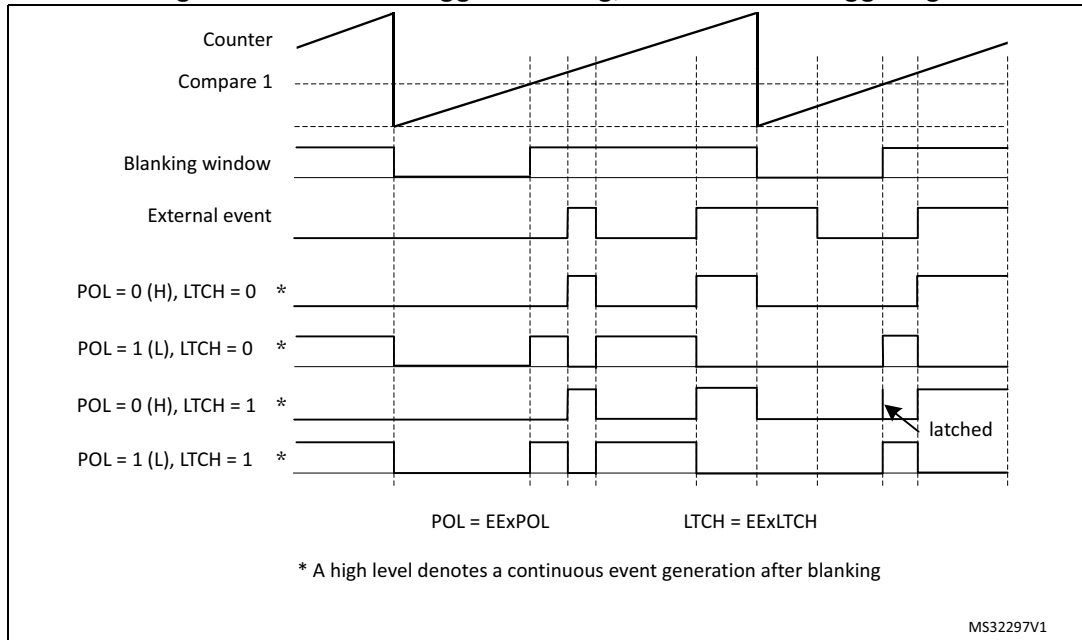 Counter
Compare 1
Blanking window
External event
POL = 0 (H), LTCH = 0 *
POL = 1 (L), LTCH = 0 *
POL = 0 (H), LTCH = 1 *
latched
POL = 1 (L), LTCH = 1 *
POL = EExPOL LTCH = EExLTCH
* A high level denotes a continuous event generation after blanking
MS32297V1